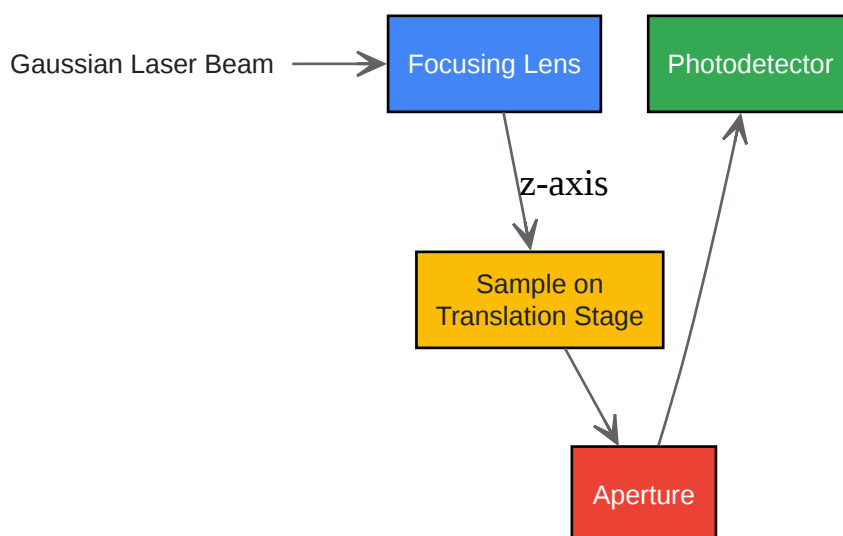 Gaussian Laser Beam
Focusing Lens
Photodetector
z-axis
Sample on
Translation Stage
Aperture